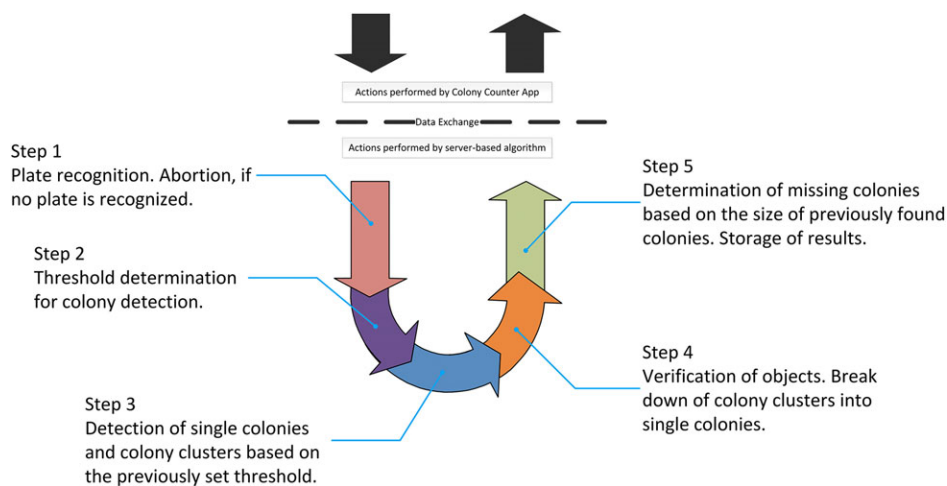 Actions performed by Colony Counter App
Data Exchange
Actions performed by server-based algorithm
Step 1
Plate recognition. Abortion, if
no plate is recognized.
Step 2
Threshold determination
for colony detection.
Step 3
Detection of single colonies
and colony clusters based on
the previously set threshold.
Step 4
Verification of objects. Break
down of colony clusters into
single colonies.
Step 5
Determination of missing colonies
based on the size of previously found
colonies. Storage of results.